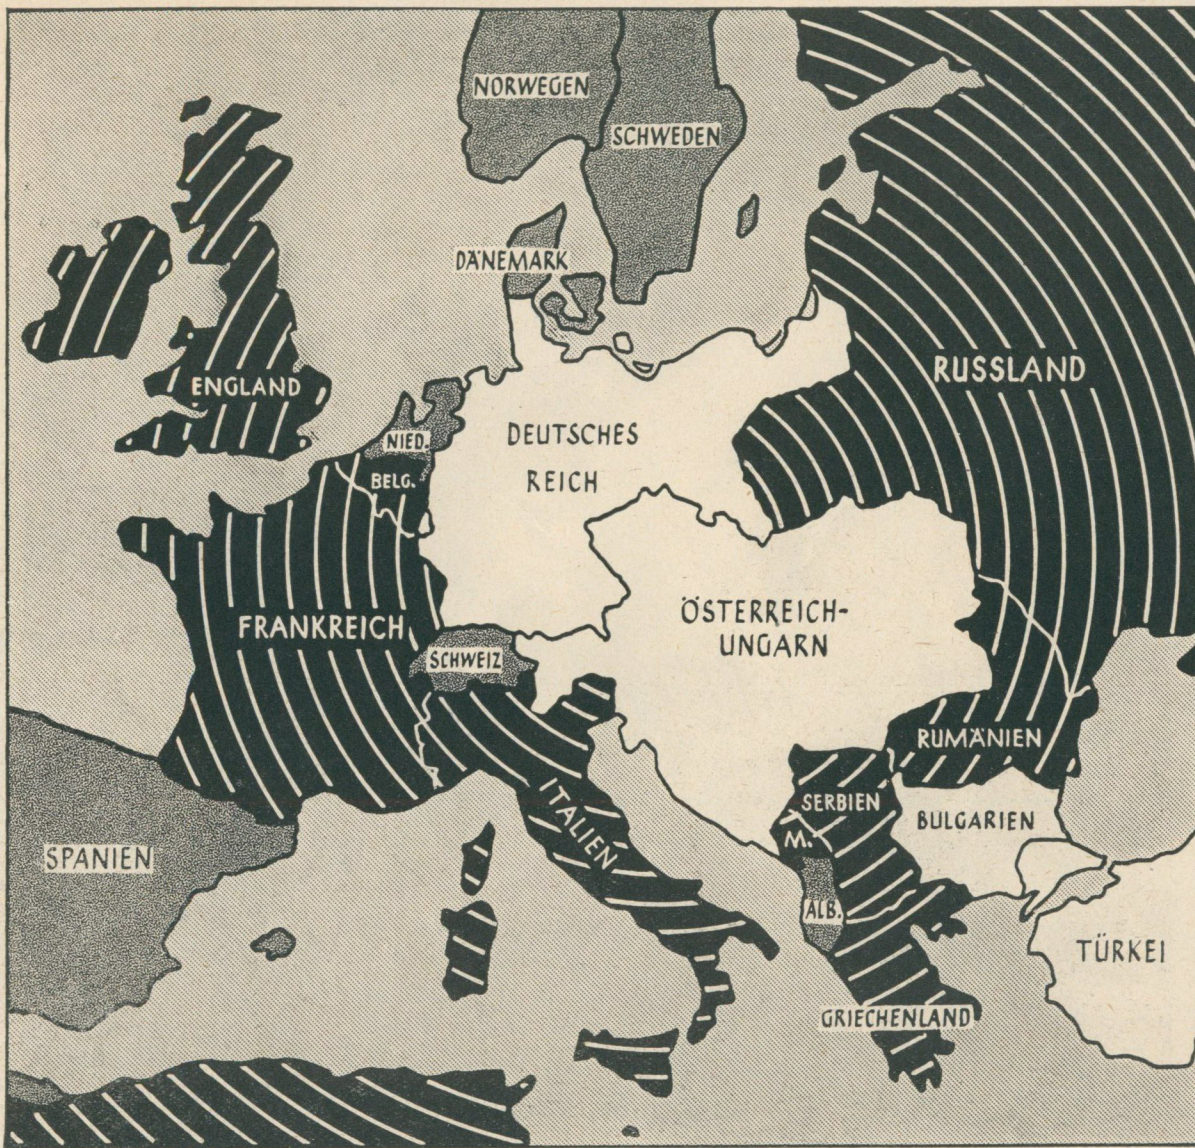 NORWEGEN
SCHWEDEN
DÄNEMARK
ENGLAND
RUSSLAND
NIED.
BELG.
DEUTSCHES
REICH
FRANKREICH
ÖSTERREICH-
UNGARN
SCHWEIZ
RUMÄNIEN
ITALIEN
SERBIEN
BULGARIEN
M.
SPANIEN
ALB.
TÜRKEI
GRIECHENLAND